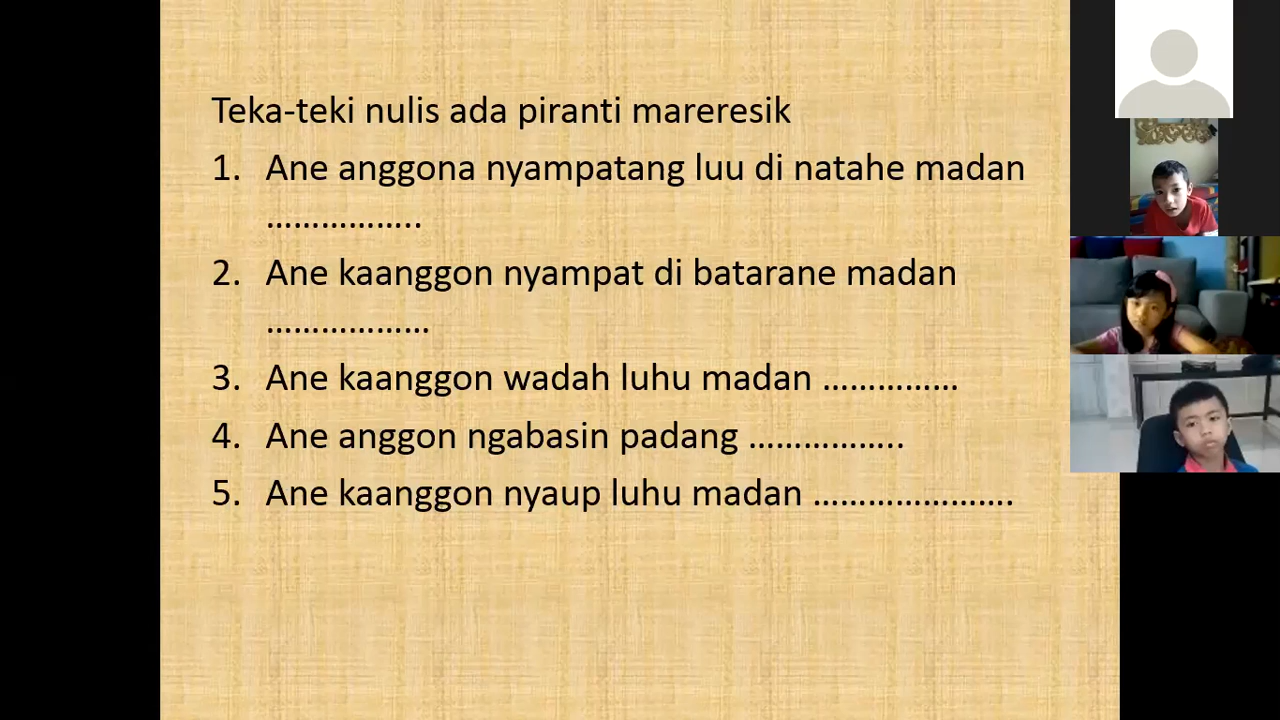 Teka-teki nulis ada piranti mareresik
1. Ane anggona nyampatang luu di natahe madan
……………..
2. Ane kaanggon nyampat di batarane madan
………………
3. Ane kaanggon wadah luhu madan ……………
4. Ane anggon ngabasin padang ……………..
5. Ane kaanggon nyaup luhu madan ………………….